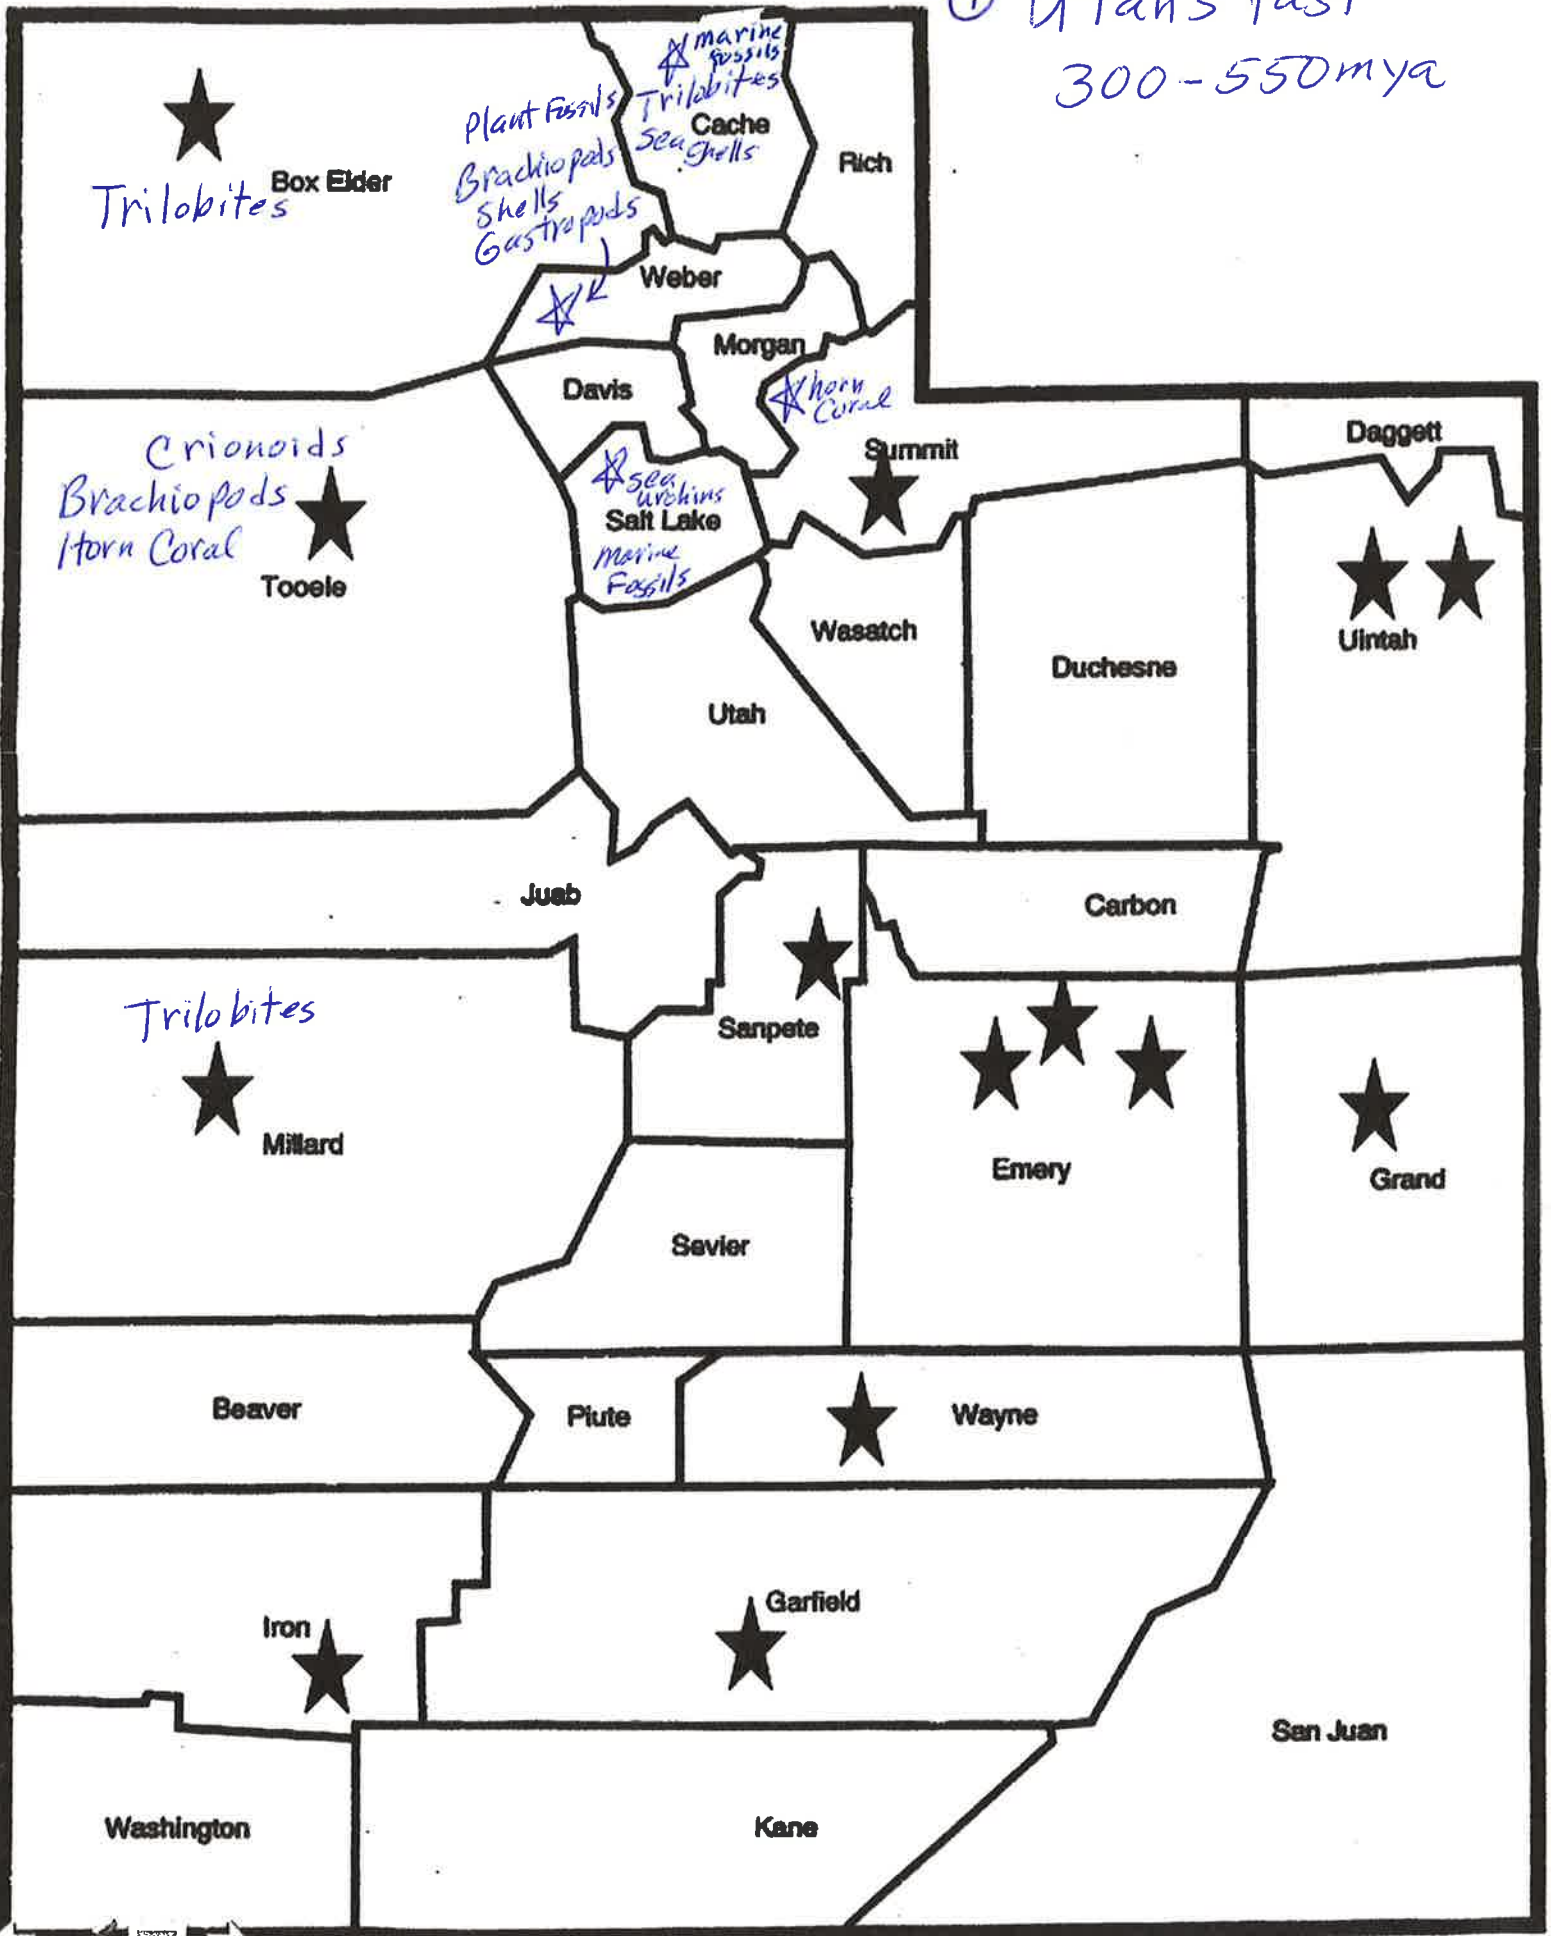 ① Utah's Past
300-550mya
marine
fossils
Trilobites
Cache
Sea
Shells
Plant Fossils
Brachiopods
Shells
Gastropods
Rich
Box Elder
Trilobites
Weber
Morgan
Davis
horn
Coral
Summit
Daggett
Crionoids
Brachiopods
Horn Coral
Tooele
sea
urchins
Salt Lake
marine
Fossils
Wasatch
Duchesne
Uintah
Utah
Juab
Carbon
Trilobites
Millard
Sanpete
Emery
Grand
Sevier
Beaver
Piute
Wayne
Iron
Garfield
San Juan
Washington
Kane